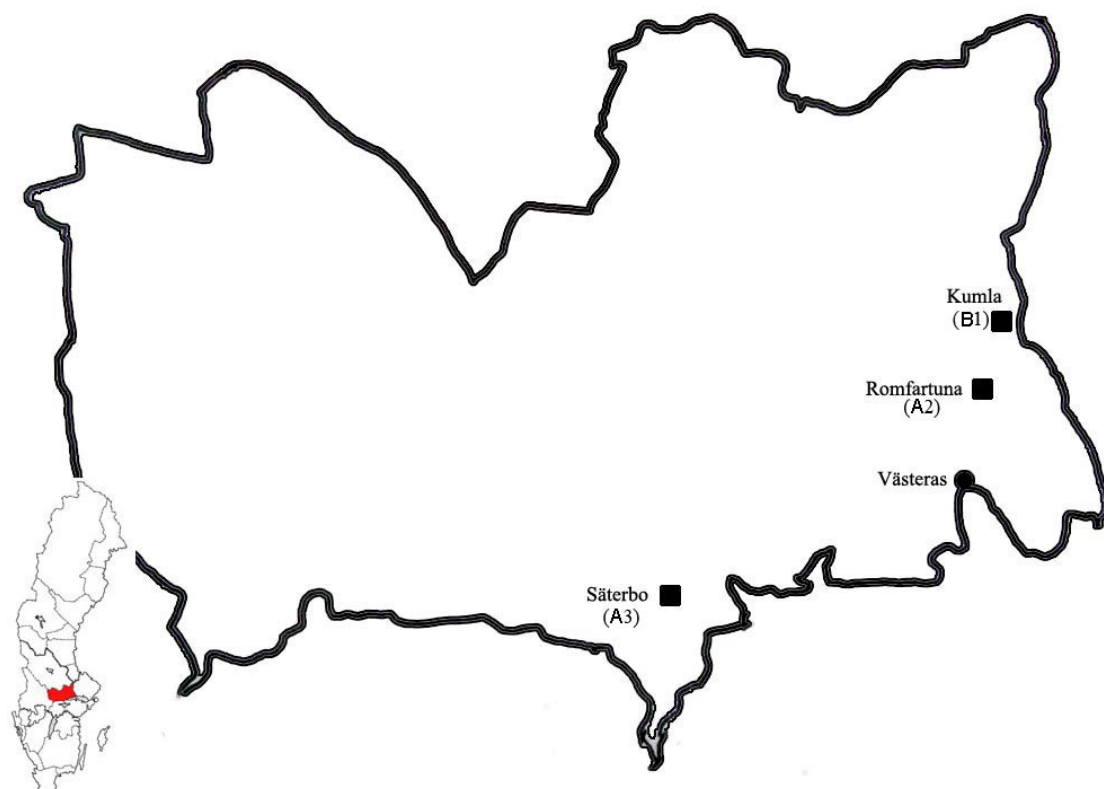 Kumla
(B1)
Romfartuna
(A2)
Västeras
Säterbo
(A3)